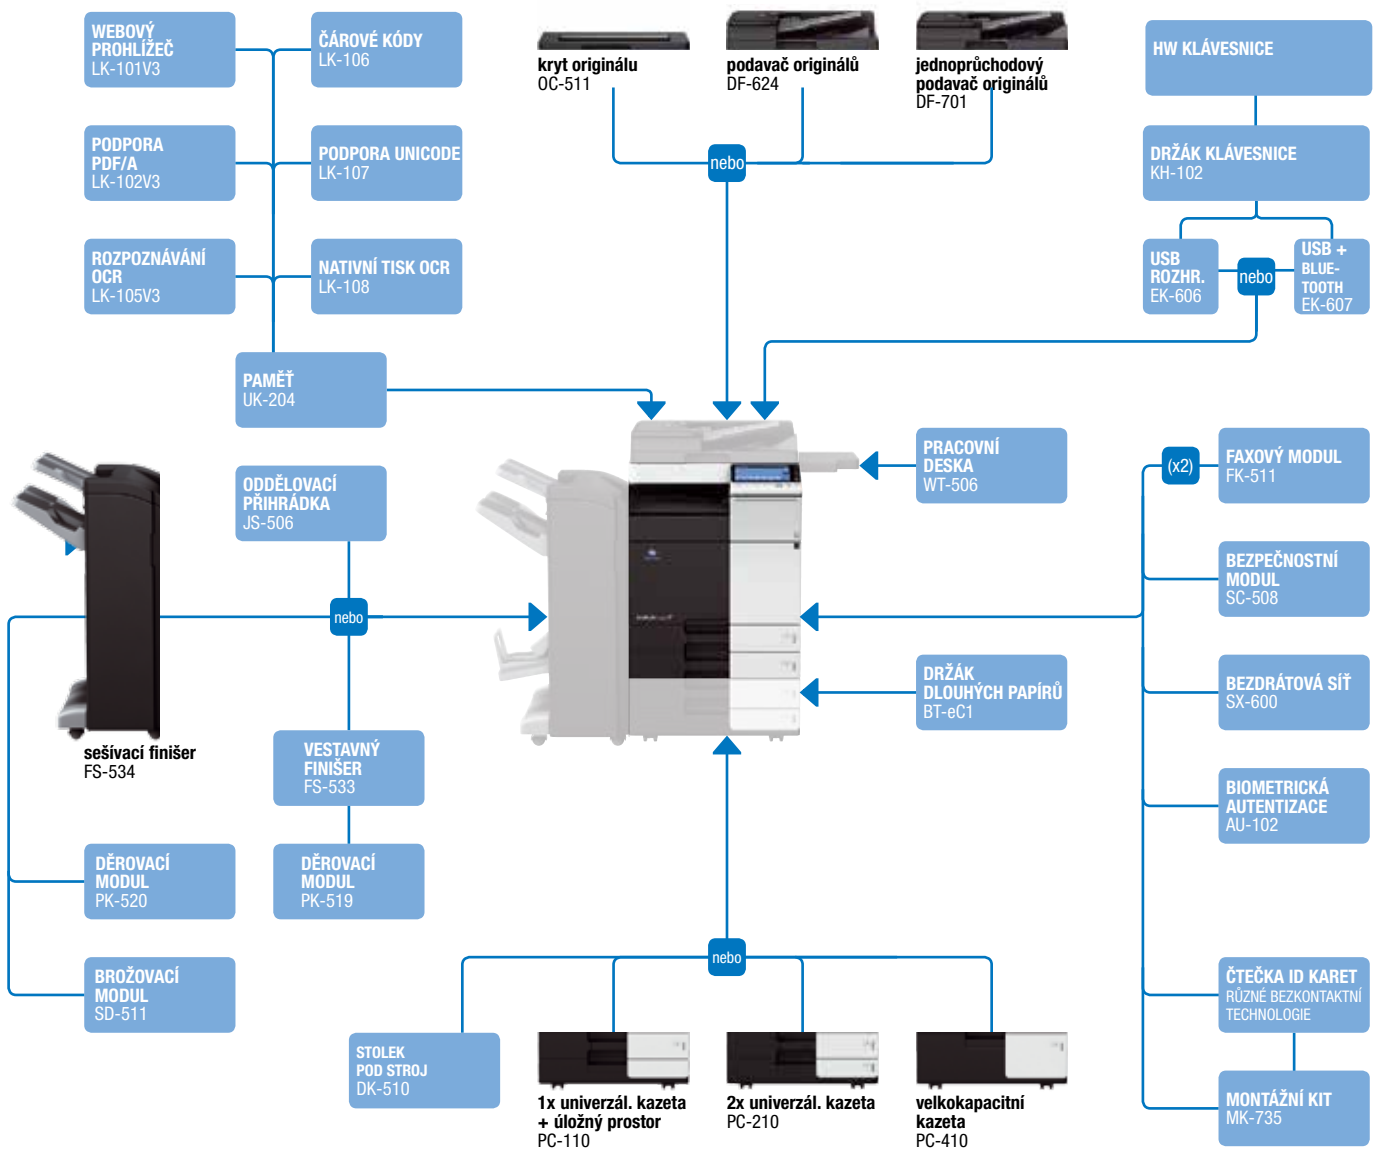 WEBOVÝ
PROHLÍŽEČ
LK-101V3
ČÁROVÉ KÓDY
LK-106
PODPORA
PDF/A
LK-102V3
PODPORA UNICODE
LK-107
ROZPOZNÁVÁNÍ
OCR
LK-105V3
NATIVNÍ TISK OCR
LK-108
PAMĚŤ
UK-204
kryt originálu
OC-511
podavač originálů
DF-624
jednoprůchodový
podavač originálů
DF-701
nebo
HW KLÁVESNICE
DRŽÁK KLÁVESNICE
KH-102
USB
ROZHR.
EK-606
nebo
USB +
BLUE-
TOOTH
EK-607
ODDĚLOVACÍ
PŘIHRÁDKA
JS-506
nebo
sešívací finišer
FS-534
VESTAVNÝ
FINIŠER
FS-533
DĚROVACÍ
MODUL
PK-520
DĚROVACÍ
MODUL
PK-519
BROŽOVACÍ
MODUL
SD-511
PRACOVNÍ
DESKA
WT-506
DRŽÁK
DLOUHÝCH PAPÍRŮ
BT-eC1
(x2)
FAXOVÝ MODUL
FK-511
BEZPEČNOSTNÍ
MODUL
SC-508
BEZDRÁTOVÁ SÍŤ
SX-600
BIOMETRICKÁ
AUTENTIZACE
AU-102
ČTEČKA ID KARET
RŮZNÉ BEZKONTAKTNÍ
TECHNOLOGIE
MONTÁŽNÍ KIT
MK-735
nebo
STOLEK
POD STROJ
DK-510
1x univerzál. kazeta
+ úložný prostor
PC-110
2x univerzál. kazeta
PC-210
velkokapacitní
kazeta
PC-410